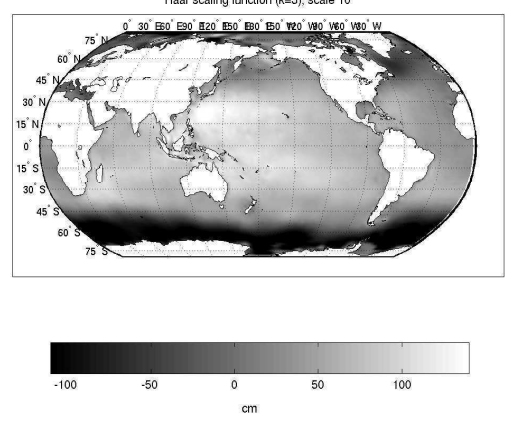 Haar scaling function (k=3), scale 10
0° 30° E 60° E 90° E 120° E 150° E 180° E 150° W 120° W 90° W 60° W 30° W
75° N
60° N
45° N
30° N
15° N
0°
15° S
30° S
45° S
60° S
75° S
-100 -50 0 50 100
cm